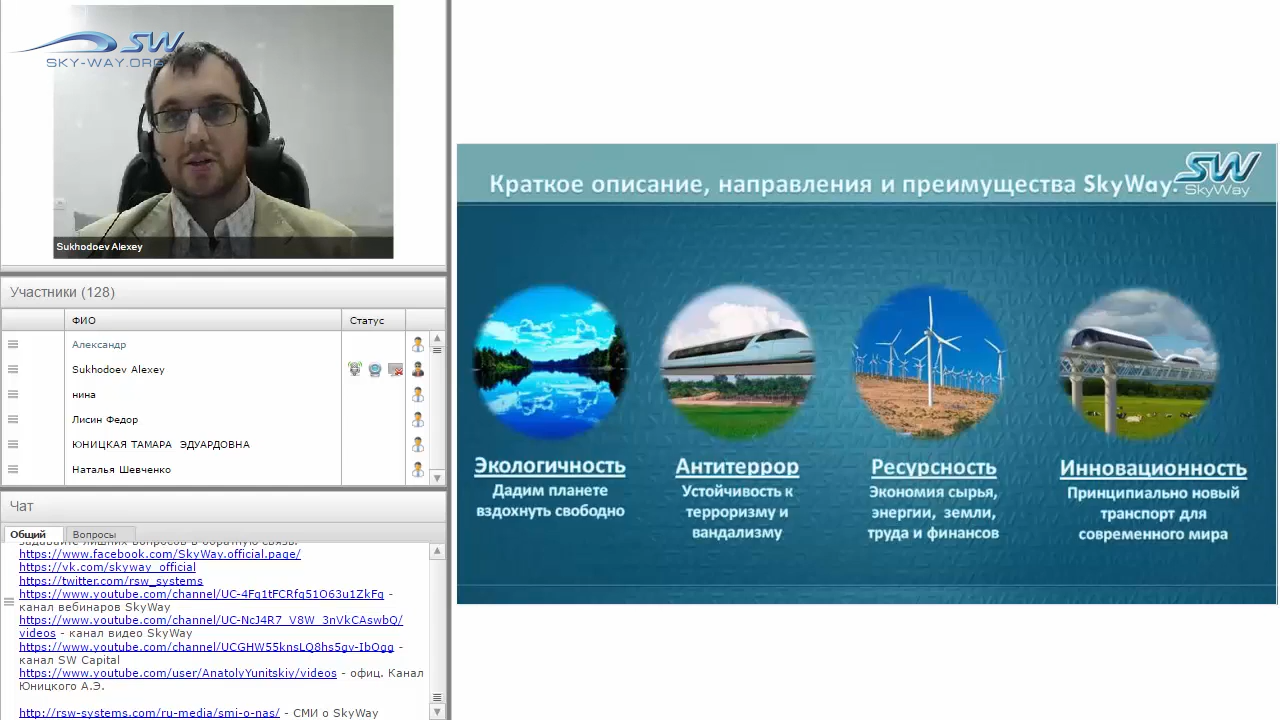 SW
SKY-WAY.ORG
Sukhodoev Alexey
Участники (128)
ФИО
Статус
Александр
Sukhodoev Alexey
нина
Лисин Федор
ЮНИЦКАЯ ТАМАРА ЭДУАРДОВНА
Наталья Шевченко
Чат
Общий
Вопросы
задавайте лишних вопросов в обратную связь.
https://www.facebook.com/SkyWay.official.page/
https://vk.com/skyway_official
https://twitter.com/rsw_systems
https://www.youtube.com/channel/UC-4Fq1tFCRfq51O63u1ZkFg -
канал вебинаров SkyWay
https://www.youtube.com/channel/UC-NcJ4R7_V8W_3nVkCAswbQ/
videos - канал видео SkyWay
https://www.youtube.com/channel/UCGHW55knsLQ8hs5gv-IbOgg -
канал SW Capital
https://www.youtube.com/user/AnatolyYunitskiy/videos - офиц. Канал
Юницкого А.Э.
http://rsw-systems.com/ru-media/smi-o-nas/ - СМИ о SkyWay
Краткое описание, направления и преимущества SkyWay.
SW
SkyWay
Экологичность
Дадим планете
вздохнуть свободно
Антитеррор
Устойчивость к
терроризму и
вандализму
Ресурсность
Экономия сырья,
энергии, земли,
труда и финансов
Инновационность
Принципиально новый
транспорт для
современного мира